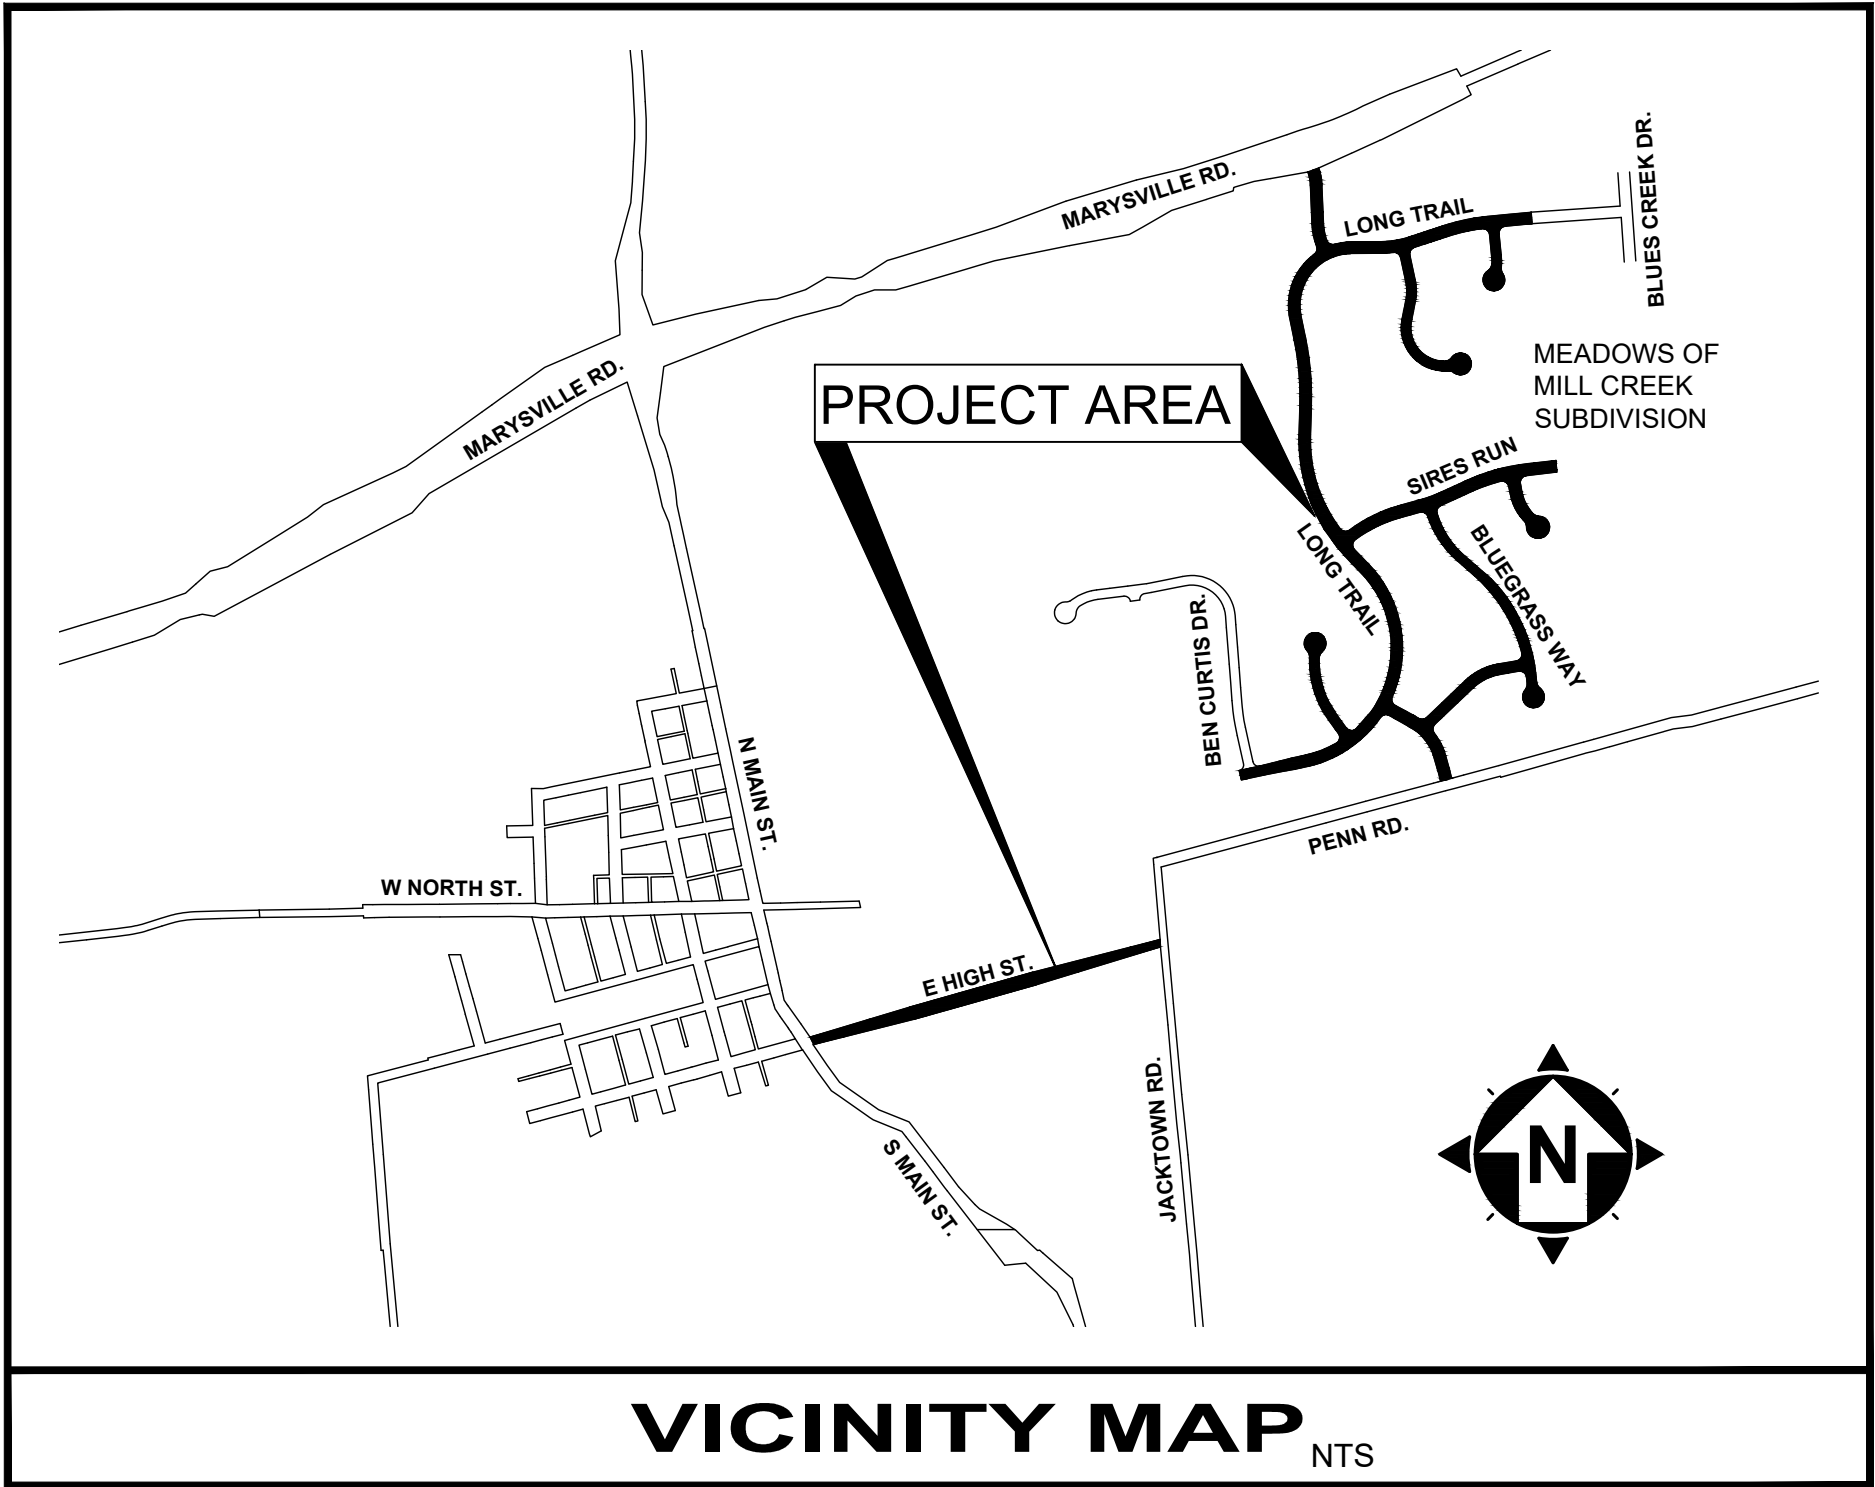 MARYSVILLE RD.
LONG TRAIL
BLUES CREEK DR.
MEADOWS OF
MILL CREEK
SUBDIVISION
MARYSVILLE RD.
PROJECT AREA
SIRES RUN
LONG TRAIL
BLUEGRASS WAY
BEN CURTIS DR.
N MAIN ST.
PENN RD.
W NORTH ST.
E HIGH ST.
JACKTOWN RD.
S MAIN ST.
N
VICINITY MAP
NTS